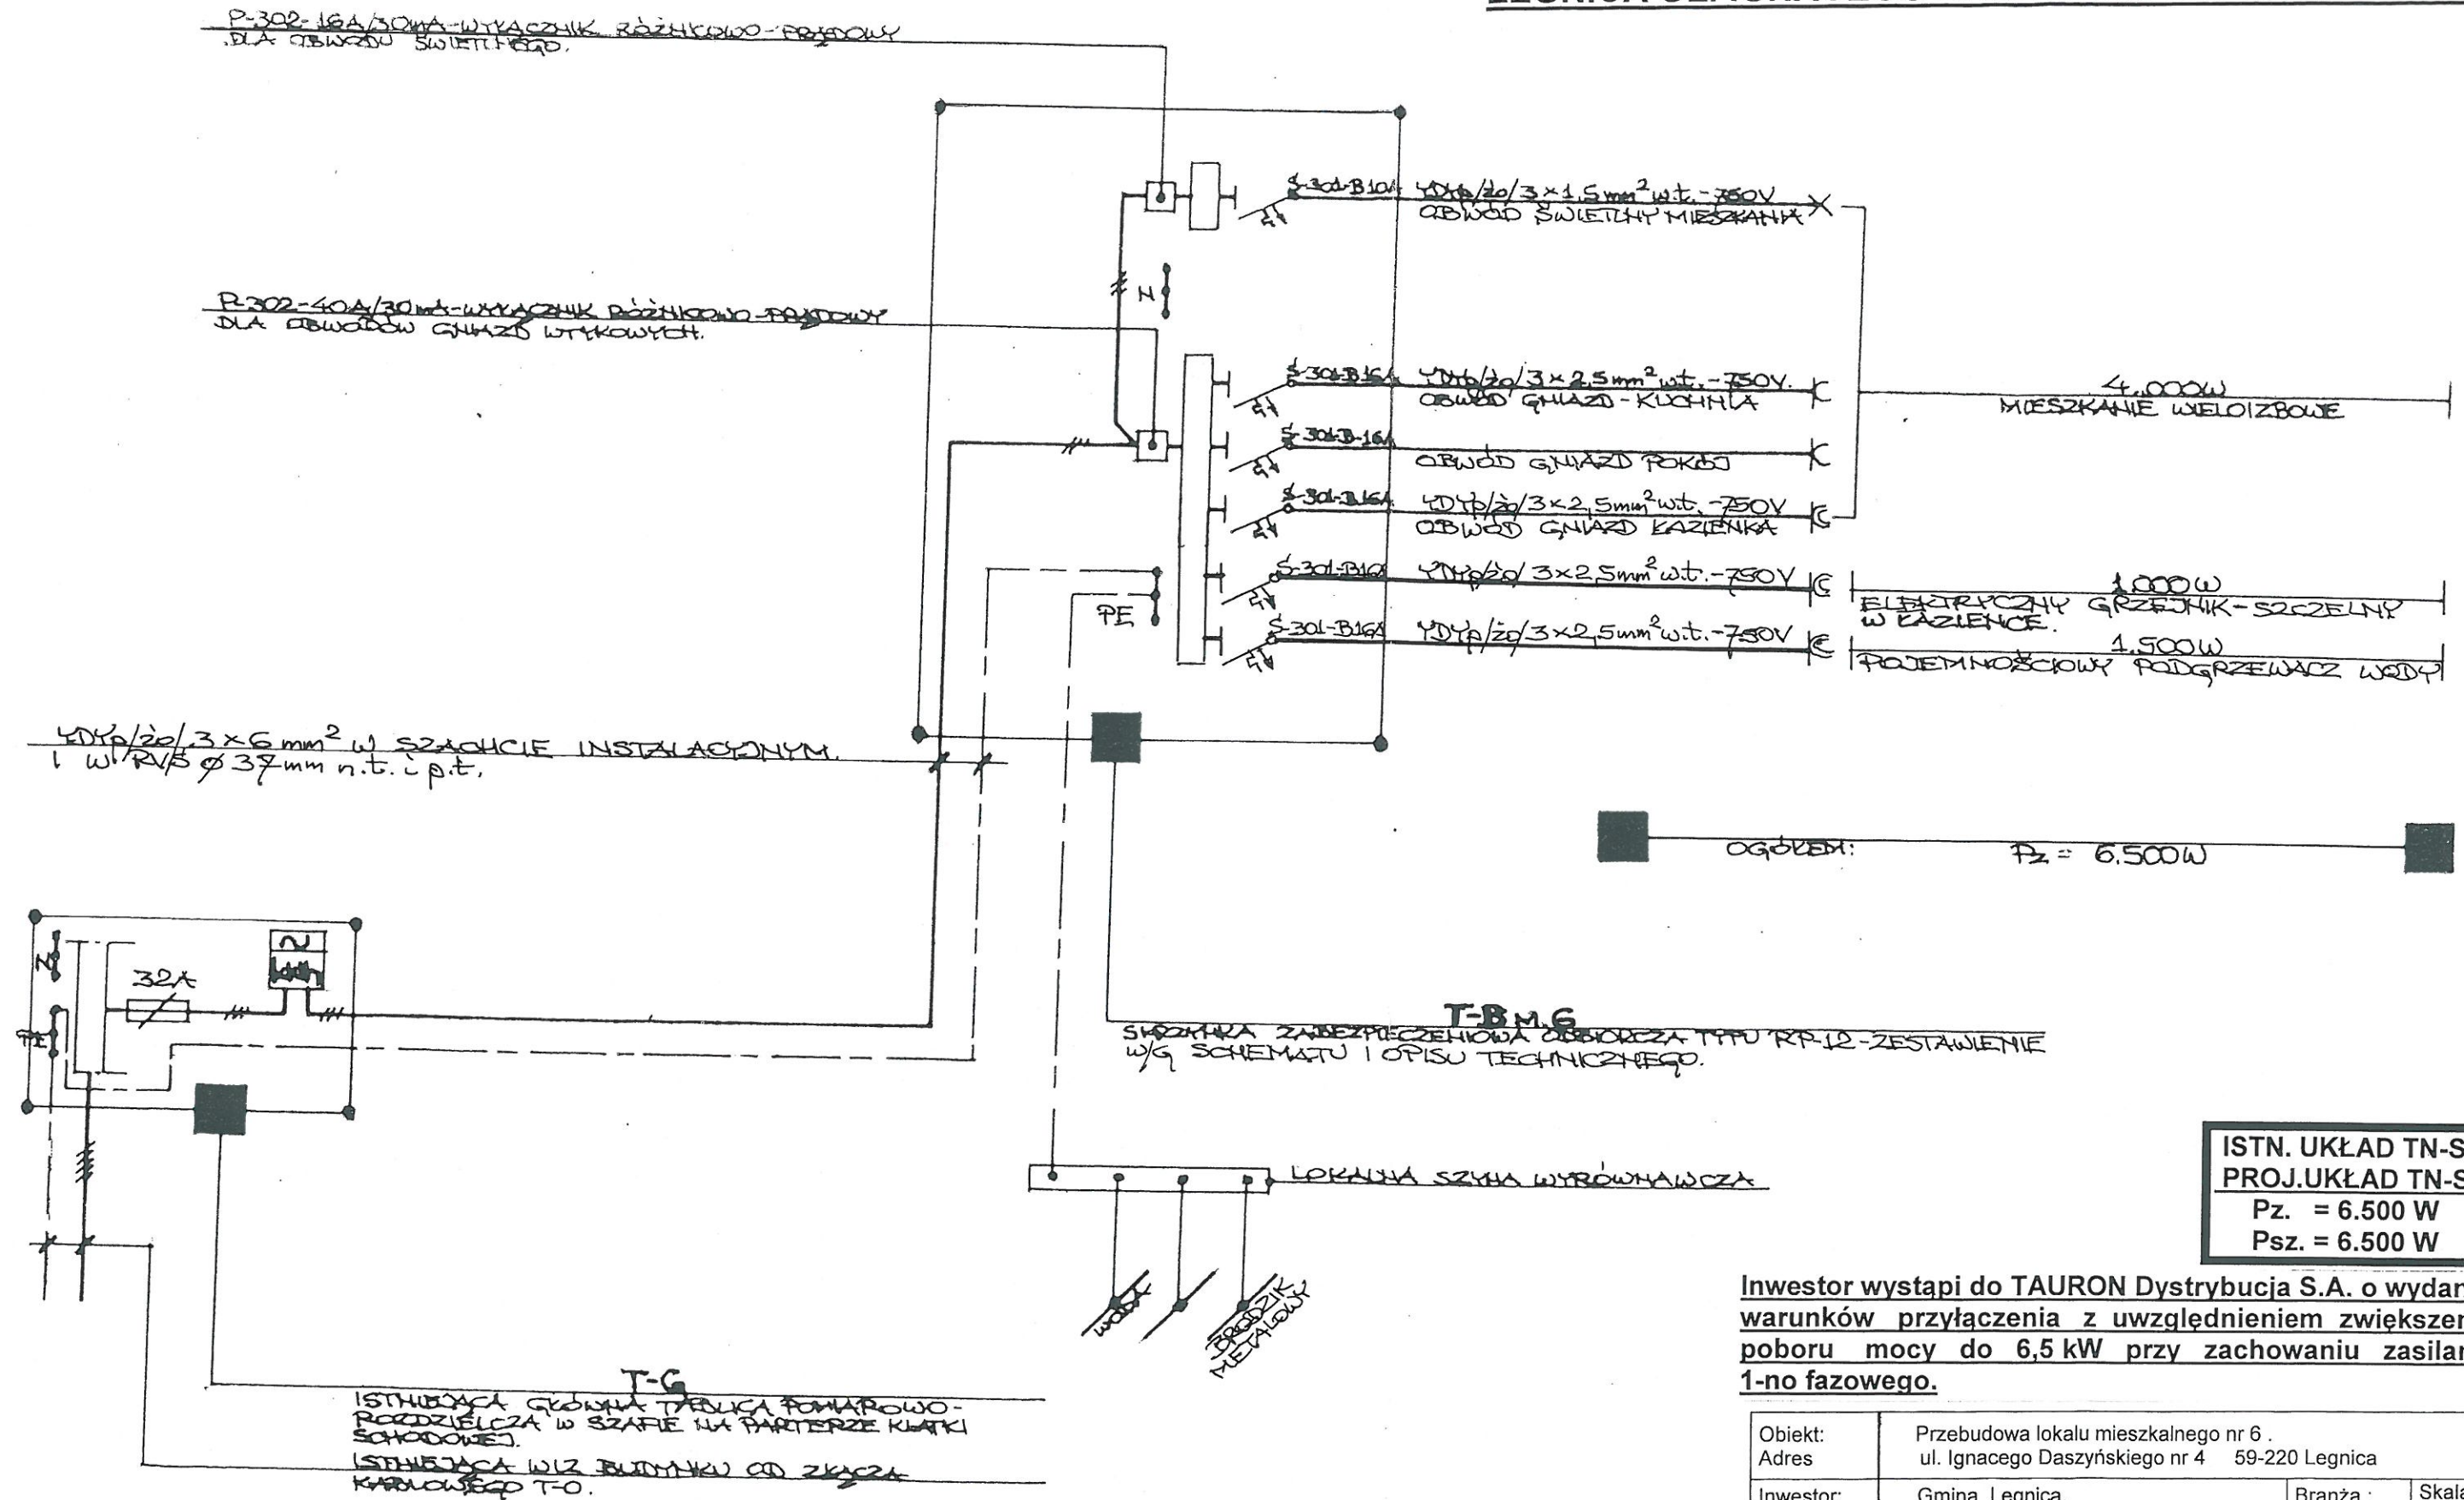 P-302-16A/30mA-WYŁĄCZNIK RÓŻNICOWO-PRĄDOWY
DLA OBWODU ŚWIETLNEGO.
S-301-B10A
YDYp/żo/3×1,5mm² w.t.-750V
OBWÓD ŚWIETLNY MIESZKANIA
N
P-302-40A/30mA-WYŁĄCZNIK RÓŻNICOWO-PRĄDOWY
DLA OBWODÓW GNIAZD WTYKOWYCH.
S-301-B16A
YDYp/żo/3×2,5mm² w.t.-750V.
OBWÓD GNIAZD-KUCHNIA
4.000W
MIESZKANIE WIELOIZBOWE
S-301-B-16A
OBWÓD GNIAZD POKÓJ
S-301-B16A
YDYp/żo/3×2,5mm² w.t.-750V
OBWÓD GNIAZD ŁAZIENKA
S-301-B16A
YDYp/żo/3×2,5mm² w.t.-750V
1.000W
ELEKTRYCZNY GRZEJNIK-SZCZELNY
W ŁAZIENCE.
PE
S-301-B16A
YDYp/żo/3×2,5mm² w.t.-750V
1.500W
POJEMNOŚCIOWY PODGRZEWACZ WODY
YDYp/żo/3×6mm² W SZACHCIE INSTALACYJNYM.
I W RVS ø37mm n.t. i p.t.
OGÓŁEM: Pz = 6.500W
N
32A
~
kWh
PE
T-BM.6
SKRZYNKA ZABEZPIECZENIOWA ODBIORCZA TYPU RP-12-ZESTAWIENIE
W/G SCHEMATU I OPISU TECHNICZNEGO.
LOKALNA SZYNA WYRÓWNAWCZA
WODA
BRODZIK
METALOWY
ISTN. UKŁAD TN-S
PROJ.UKŁAD TN-S
Pz. = 6.500 W
Psz. = 6.500 W
Inwestor wystąpi do TAURON Dystrybucja S.A. o wydan
warunków przyłączenia z uwzględnieniem zwiększen
poboru mocy do 6,5 kW przy zachowaniu zasilan
1-no fazowego.
T-G
ISTNIEJĄCA GŁÓWNA TABLICA POMIAROWO-
ROZDZIELCZA W SZAFIE NA PARTERZE KLATKI
SCHODOWEJ.
ISTNIEJĄCA WLZ BUDYNKU OD ZŁĄCZA
KABLOWEGO T-O.
Obiekt: Przebudowa lokalu mieszkalnego nr 6 .
Adres ul. Ignacego Daszyńskiego nr 4 59-220 Legnica
Inwestor: Gmina Legnica Branża : Skala